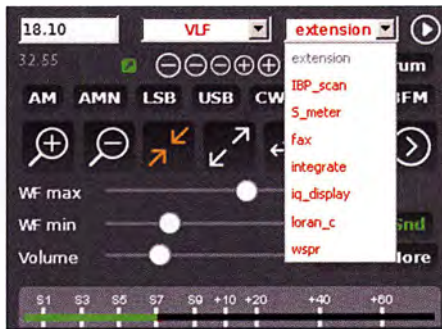 18.10 VLF extension
32.55 rum
extension
AM AMN LSB USB CW BFM
IBP_scan
S_meter
fax
integrate
iq_display
loran_c
wspr
WF max
WF min Snd
Volume lore
S1 S3 S5 S7 S9 +10 +20 +40 +60